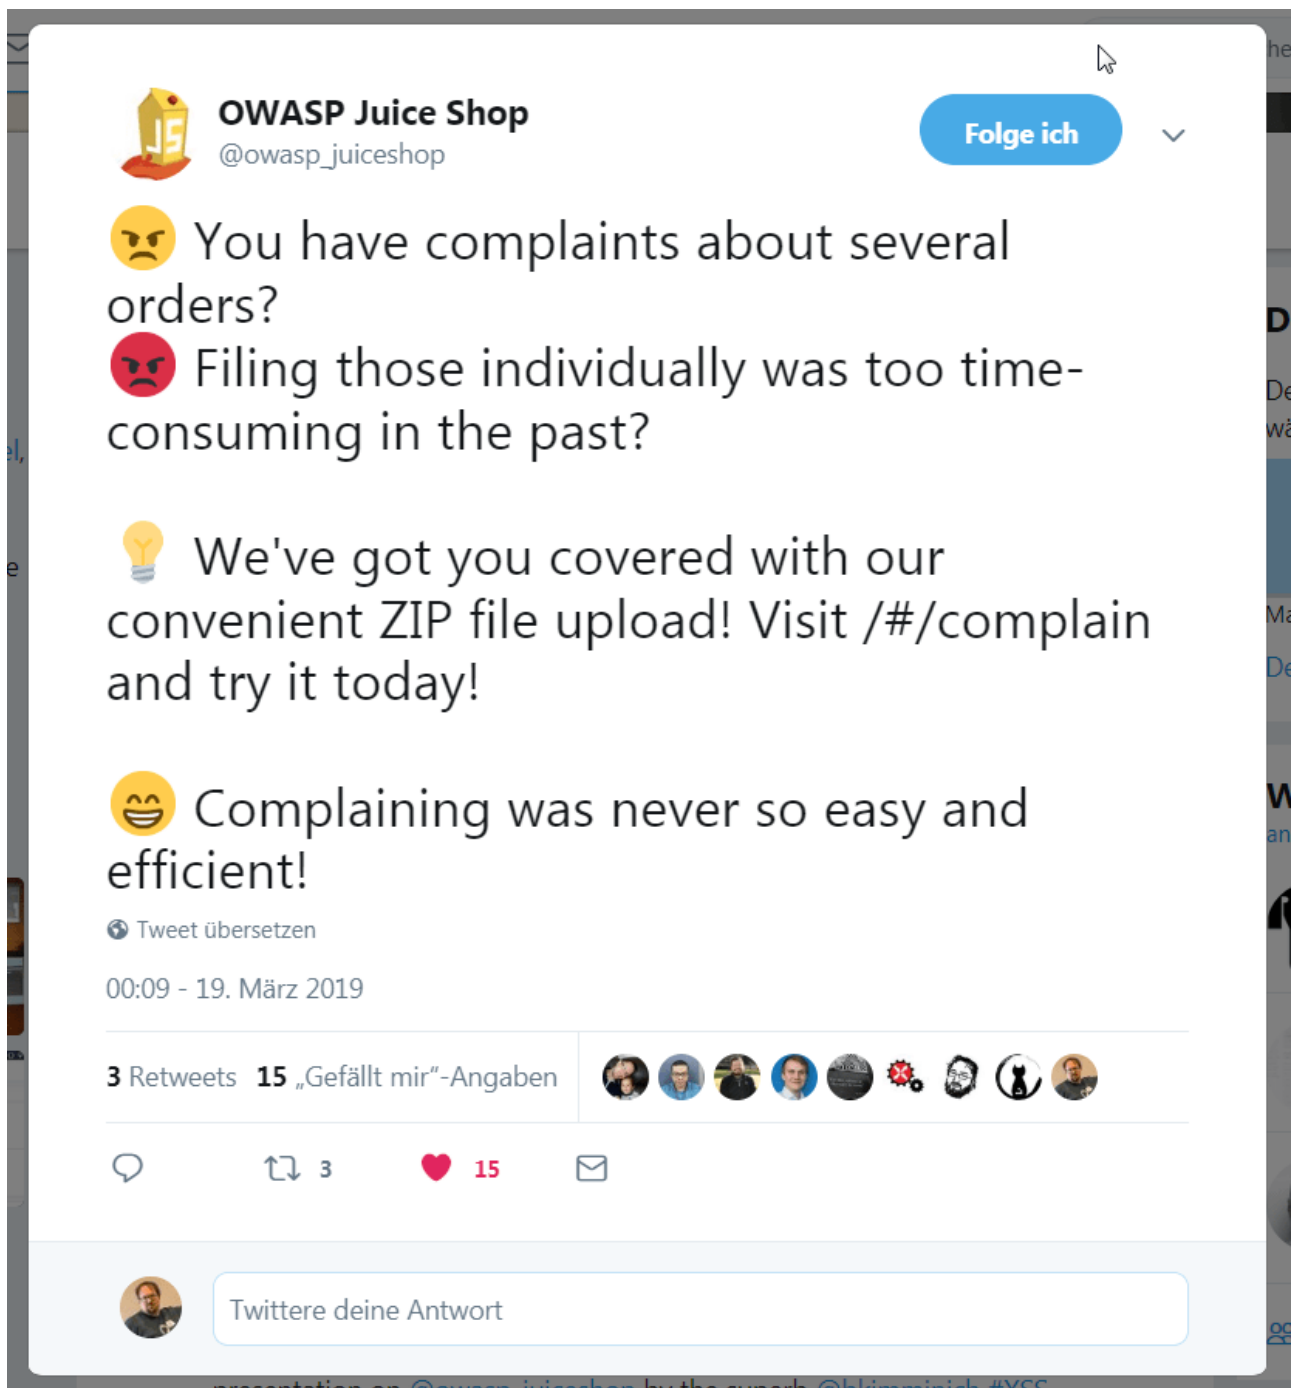 OWASP Juice Shop
@owasp_juiceshop
Folge ich
😠 You have complaints about several
orders?
😡 Filing those individually was too time-
consuming in the past?
💡 We've got you covered with our
convenient ZIP file upload! Visit /#/complain
and try it today!
😁 Complaining was never so easy and
efficient!
Tweet übersetzen
00:09 - 19. März 2019
3 Retweets 15 „Gefällt mir“-Angaben
3 15
Twittere deine Antwort